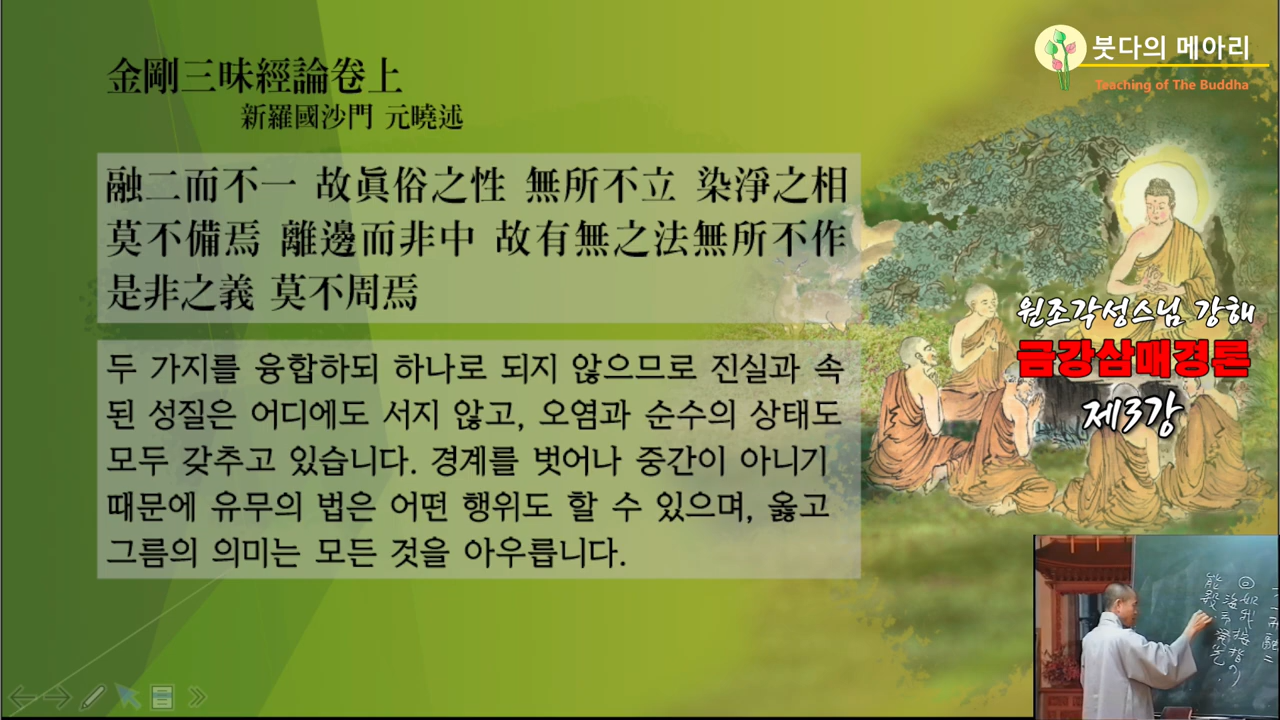 金剛三昧經論卷上
新羅國沙門 元曉述
融二而不一 故眞俗之性 無所不立 染淨之相
莫不備焉 離邊而非中 故有無之法無所不作
是非之義 莫不周焉
두 가지를 융합하되 하나로 되지 않으므로 진실과 속
된 성질은 어디에도 서지 않고, 오염과 순수의 상태도
모두 갖추고 있습니다. 경계를 벗어나 중간이 아니기
때문에 유무의 법은 어떤 행위도 할 수 있으며, 옳고
그름의 의미는 모든 것을 아우릅니다.
붓다의 메아리
Teaching of The Buddha
원조각성스님 강해
금강삼매경론
제3강